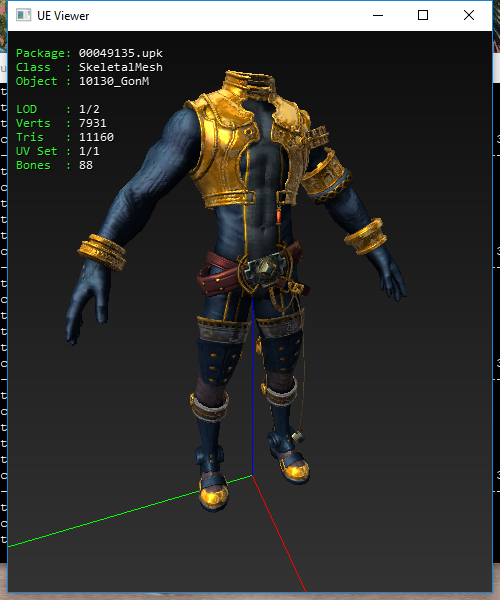 UE Viewer
Package: 00049135.upk
Class : SkeletalMesh
Object : 10130_GonM
LOD : 1/2
Verts : 7931
Tris : 11160
UV Set : 1/1
Bones : 88